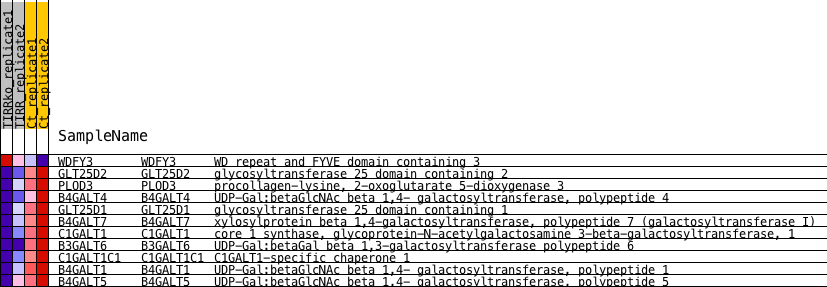 TIRRko_replicate1
TIRR_replicate2
Ct_replicate1
Ct_replicate2
SampleName
WDFY3 WDFY3 WD repeat and FYVE domain containing 3
GLT25D2 GLT25D2 glycosyltransferase 25 domain containing 2
PLOD3 PLOD3 procollagen-lysine, 2-oxoglutarate 5-dioxygenase 3
B4GALT4 B4GALT4 UDP-Gal:betaGlcNAc beta 1,4- galactosyltransferase, polypeptide 4
GLT25D1 GLT25D1 glycosyltransferase 25 domain containing 1
B4GALT7 B4GALT7 xylosylprotein beta 1,4-galactosyltransferase, polypeptide 7 (galactosyltransferase I)
C1GALT1 C1GALT1 core 1 synthase, glycoprotein-N-acetylgalactosamine 3-beta-galactosyltransferase, 1
B3GALT6 B3GALT6 UDP-Gal:betaGal beta 1,3-galactosyltransferase polypeptide 6
C1GALT1C1 C1GALT1C1 C1GALT1-specific chaperone 1
B4GALT1 B4GALT1 UDP-Gal:betaGlcNAc beta 1,4- galactosyltransferase, polypeptide 1
B4GALT5 B4GALT5 UDP-Gal:betaGlcNAc beta 1,4- galactosyltransferase, polypeptide 5